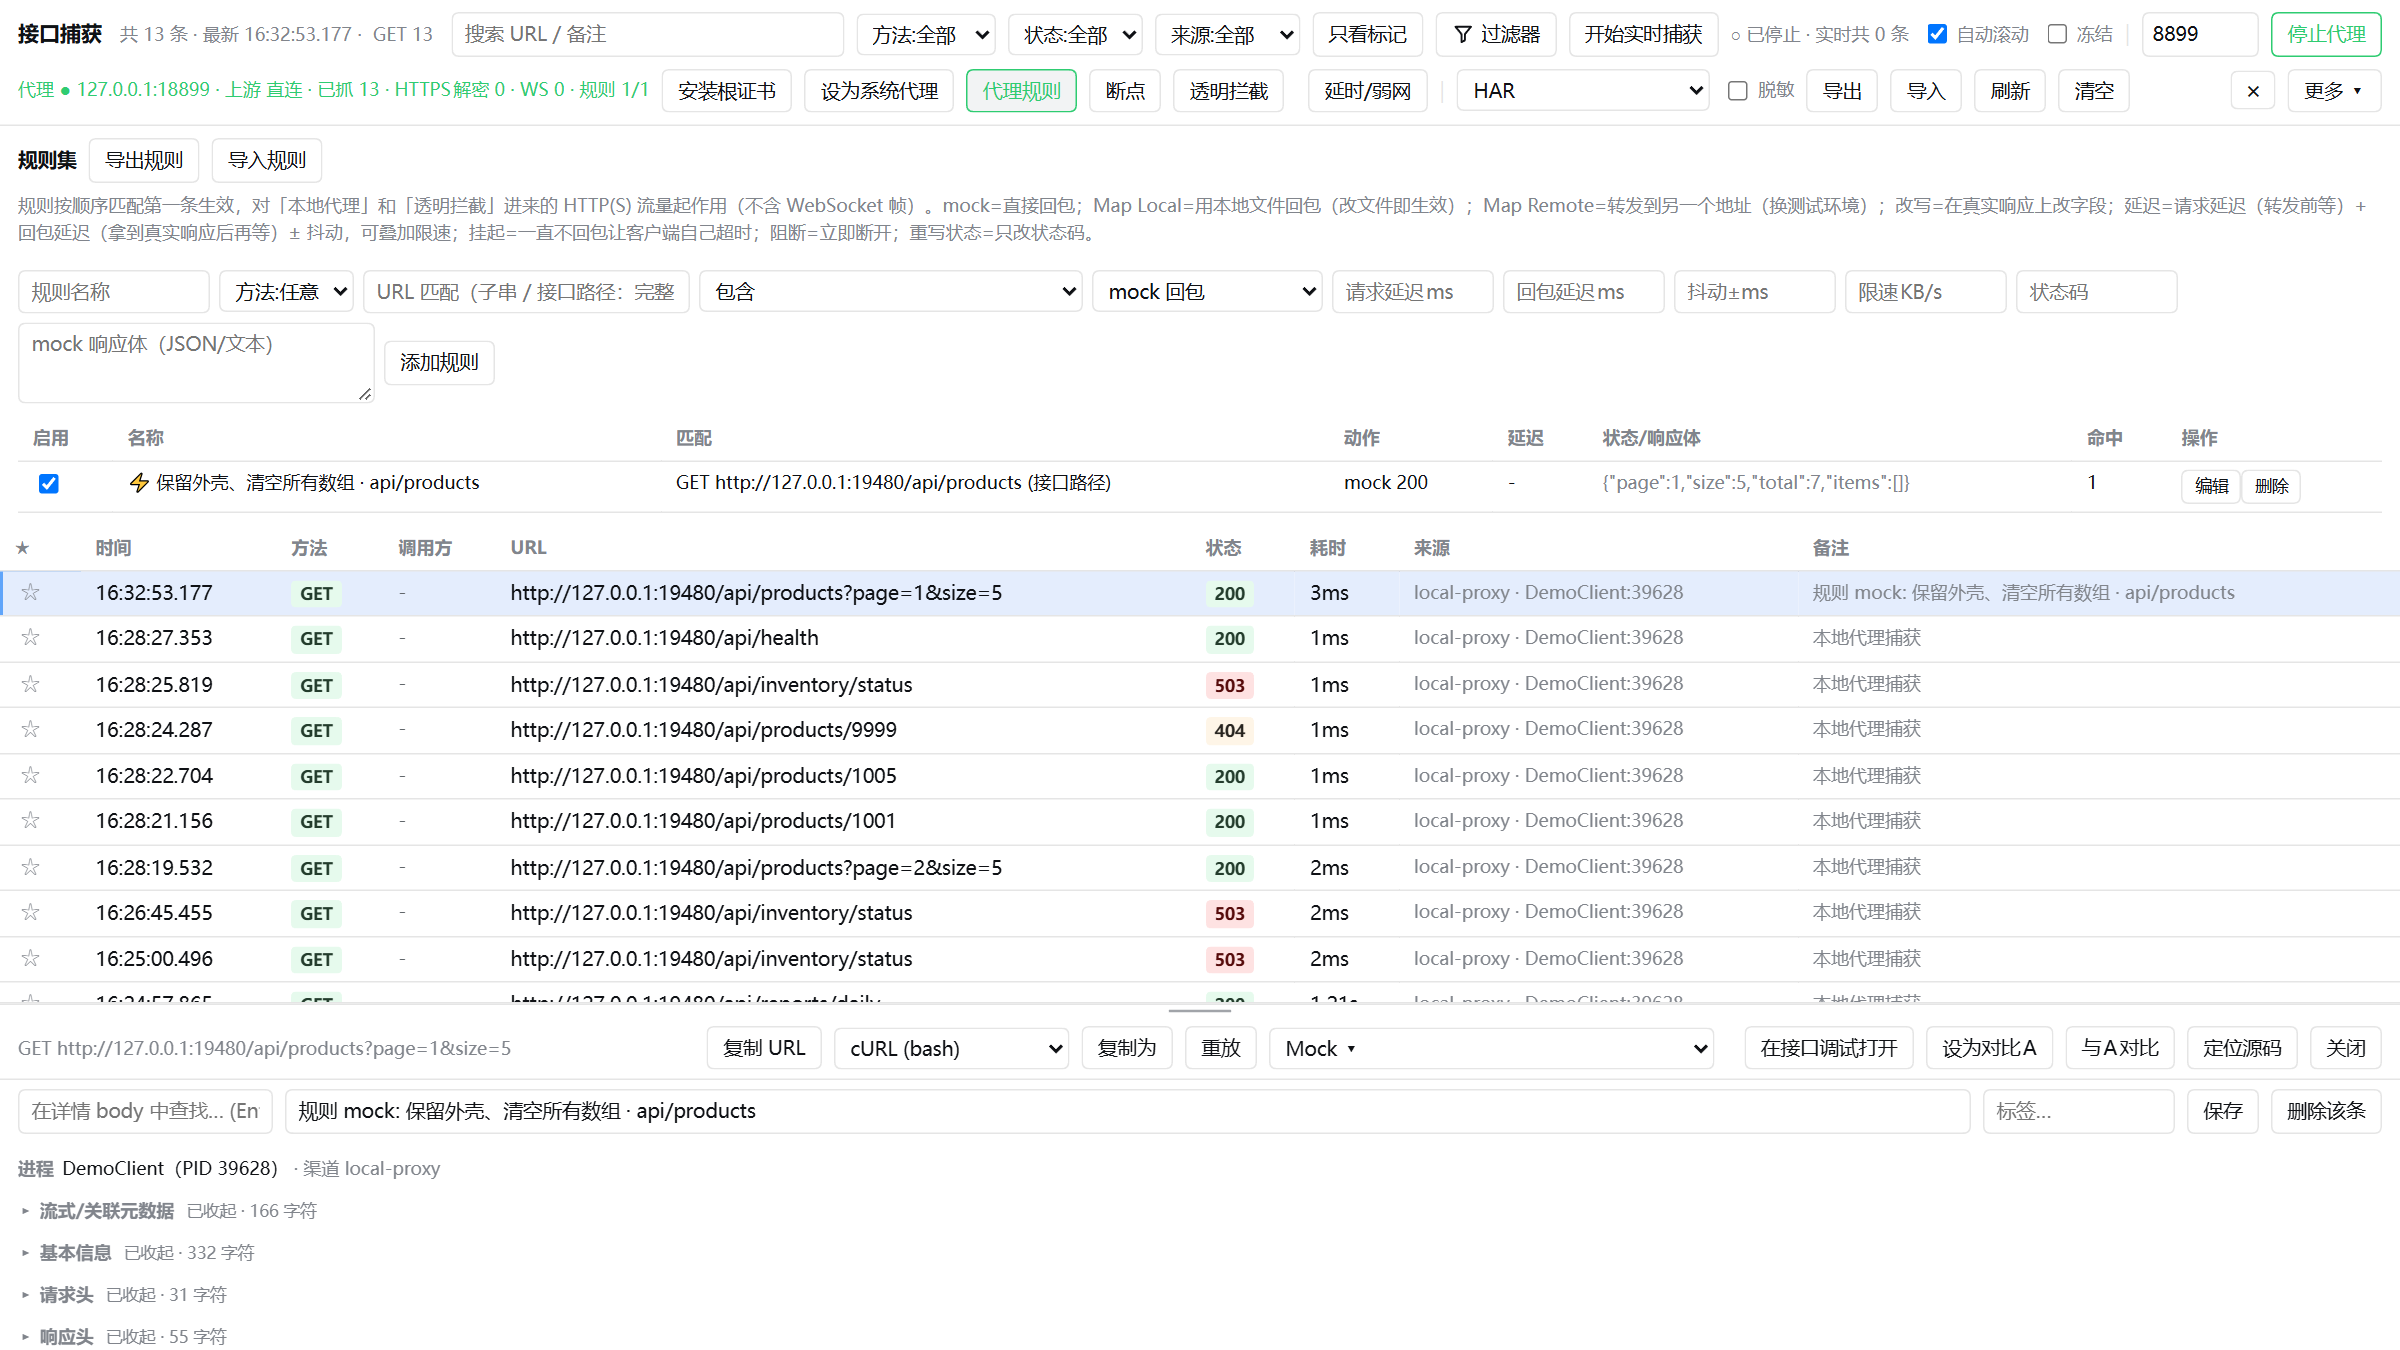 接口捕获 共 13 条 · 最新 16:32:53.177 · GET 13 搜索 URL / 备注 方法:全部 状态:全部 来源:全部 只看标记 过滤器 开始实时捕获 ○ 已停止 · 实时共 0 条 自动滚动 冻结 8899 停止代理
代理 ● 127.0.0.1:18899 · 上游 直连 · 已抓 13 · HTTPS解密 0 · WS 0 · 规则 1/1 安装根证书 设为系统代理 代理规则 断点 透明拦截 延时/弱网 HAR 脱敏 导出 导入 刷新 清空 × 更多 ▾
规则集 导出规则 导入规则
规则按顺序匹配第一条生效，对「本地代理」和「透明拦截」进来的 HTTP(S) 流量起作用（不含 WebSocket 帧）。mock=直接回包；Map Local=用本地文件回包（改文件即生效）；Map Remote=转发到另一个地址（换测试环境）；改写=在真实响应上改字段；延迟=请求延迟（转发前等）+
回包延迟（拿到真实响应后再等）± 抖动，可叠加限速；挂起=一直不回包让客户端自己超时；阻断=立即断开；重写状态=只改状态码。
规则名称 方法:任意 URL 匹配（子串 / 接口路径：完整 包含 mock 回包 请求延迟ms 回包延迟ms 抖动±ms 限速KB/s 状态码
mock 响应体（JSON/文本） 添加规则
启用 名称 匹配 动作 延迟 状态/响应体 命中 操作
⚡ 保留外壳、清空所有数组 · api/products GET http://127.0.0.1:19480/api/products (接口路径) mock 200 - {"page":1,"size":5,"total":7,"items":[]} 1 编辑 删除
★ 时间 方法 调用方 URL 状态 耗时 来源 备注
☆ 16:32:53.177 GET - http://127.0.0.1:19480/api/products?page=1&size=5 200 3ms local-proxy · DemoClient:39628 规则 mock: 保留外壳、清空所有数组 · api/products
☆ 16:28:27.353 GET - http://127.0.0.1:19480/api/health 200 1ms local-proxy · DemoClient:39628 本地代理捕获
☆ 16:28:25.819 GET - http://127.0.0.1:19480/api/inventory/status 503 1ms local-proxy · DemoClient:39628 本地代理捕获
☆ 16:28:24.287 GET - http://127.0.0.1:19480/api/products/9999 404 1ms local-proxy · DemoClient:39628 本地代理捕获
☆ 16:28:22.704 GET - http://127.0.0.1:19480/api/products/1005 200 1ms local-proxy · DemoClient:39628 本地代理捕获
☆ 16:28:21.156 GET - http://127.0.0.1:19480/api/products/1001 200 1ms local-proxy · DemoClient:39628 本地代理捕获
☆ 16:28:19.532 GET - http://127.0.0.1:19480/api/products?page=2&size=5 200 2ms local-proxy · DemoClient:39628 本地代理捕获
☆ 16:26:45.455 GET - http://127.0.0.1:19480/api/inventory/status 503 2ms local-proxy · DemoClient:39628 本地代理捕获
☆ 16:25:00.496 GET - http://127.0.0.1:19480/api/inventory/status 503 2ms local-proxy · DemoClient:39628 本地代理捕获
☆ 16:24:57.865 GET http://127.0.0.1:19480/api/reports/daily 200 local-proxy · DemoClient:39628 本地代理捕获
GET http://127.0.0.1:19480/api/products?page=1&size=5 复制 URL cURL (bash) 复制为 重放 Mock ▾ 在接口调试打开 设为对比A 与A对比 定位源码 关闭
在详情 body 中查找... (En 规则 mock: 保留外壳、清空所有数组 · api/products 标签... 保存 删除该条
进程 DemoClient（PID 39628） · 渠道 local-proxy
▸ 流式/关联元数据 已收起 · 166 字符
▸ 基本信息 已收起 · 332 字符
▸ 请求头 已收起 · 31 字符
▸ 响应头 已收起 · 55 字符